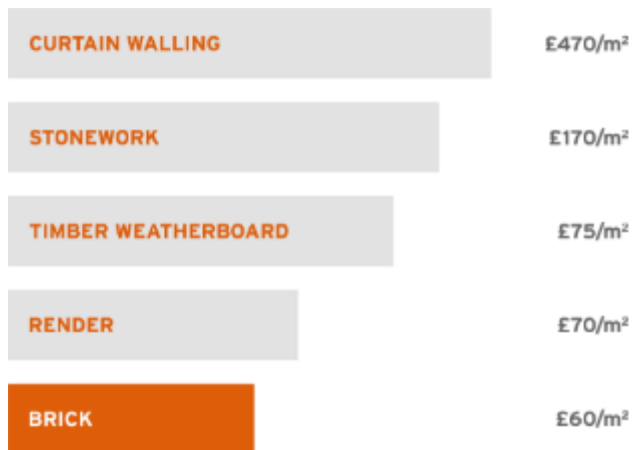 CURTAIN WALLING £470/m²
STONEWORK £170/m²
TIMBER WEATHERBOARD £75/m²
RENDER £70/m²
BRICK £60/m²